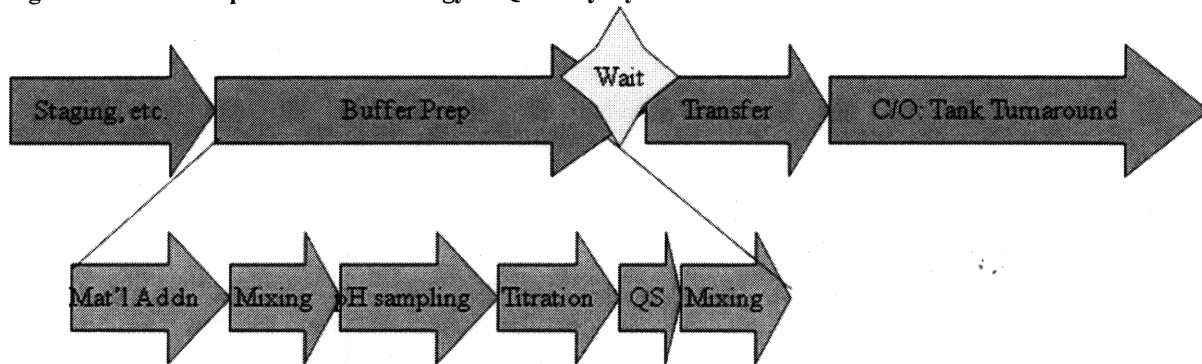 Staging, etc.
Buffer Prep
Wait
Transfer
C/O: Tank Turnaround
Mat'l Addn
Mixing
pH sampling
Titration
QS
Mixing